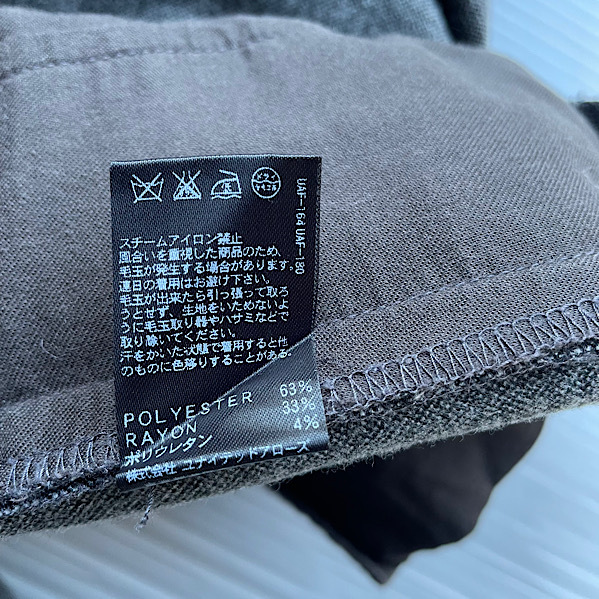 ドライ
セキユ系
UAF-164 UAF-180
スチームアイロン禁止
風合いを重視した商品のため、
毛玉が発生する場合があります。
連日の着用はお避け下さい。
毛玉が出来たら引っ張って取ろ
うとせず、生地をいためないよ
うに毛玉取り器やハサミなどで
取り除いてください。
汗をかいた状態で着用すると他
のものに色移りすることがある。
63%
POLYESTER 33%
RAYON 4%
ポリウレタン
株式会社 ユナイテッドアローズ